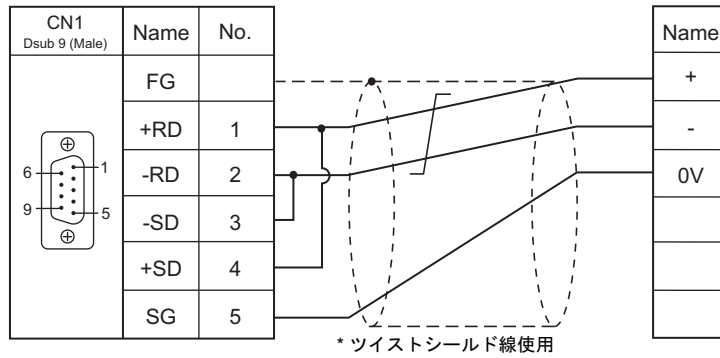 CN1
Dsub 9 (Male)
Name No.
FG
+RD 1
-RD 2
-SD 3
+SD 4
SG 5
6 1
9 5
Name
+
-
0V
* ツイストシールド線使用